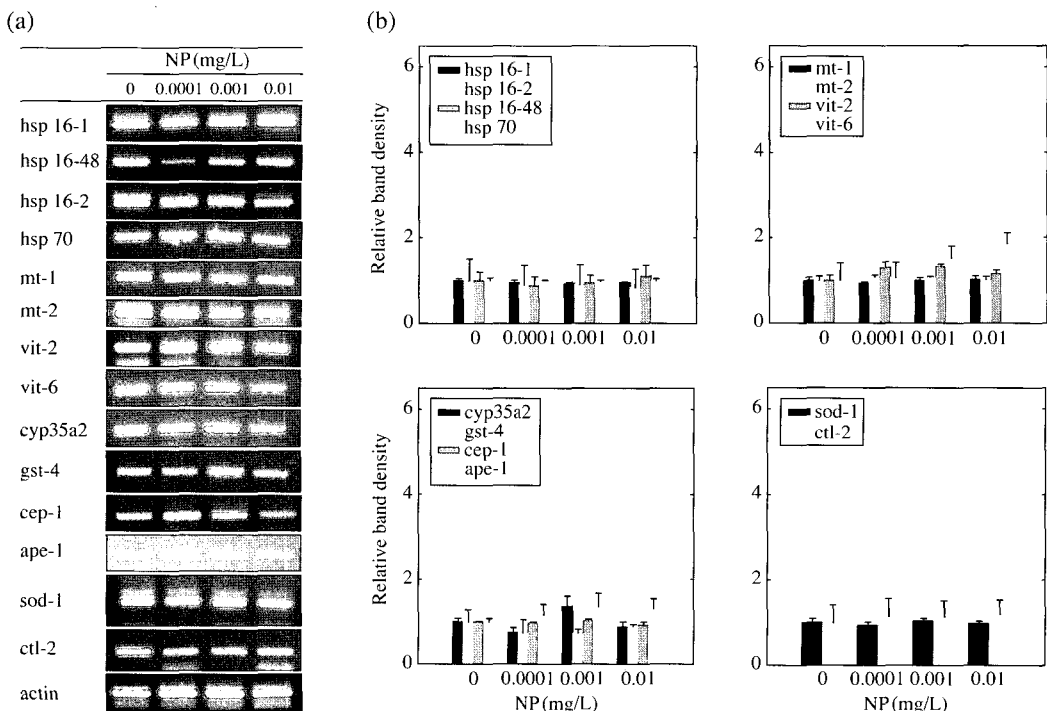 (a)
NP (mg/L)
0 0.0001 0.001 0.01
hsp 16-1
hsp 16-48
hsp 16-2
hsp 70
mt-1
mt-2
vit-2
vit-6
cyp35a2
gst-4
cep-1
ape-1
sod-1
ctl-2
actin
(b)
Relative band density
6
4
2
0
hsp 16-1
hsp 16-2
hsp 16-48
hsp 70
0 0.0001 0.001 0.01
6
4
2
0
mt-1
mt-2
vit-2
vit-6
0 0.0001 0.001 0.01
Relative band density
6
4
2
0
cyp35a2
gst-4
cep-1
ape-1
0 0.0001 0.001 0.01
NP (mg/L)
6
4
2
0
sod-1
ctl-2
0 0.0001 0.001 0.01
NP (mg/L)